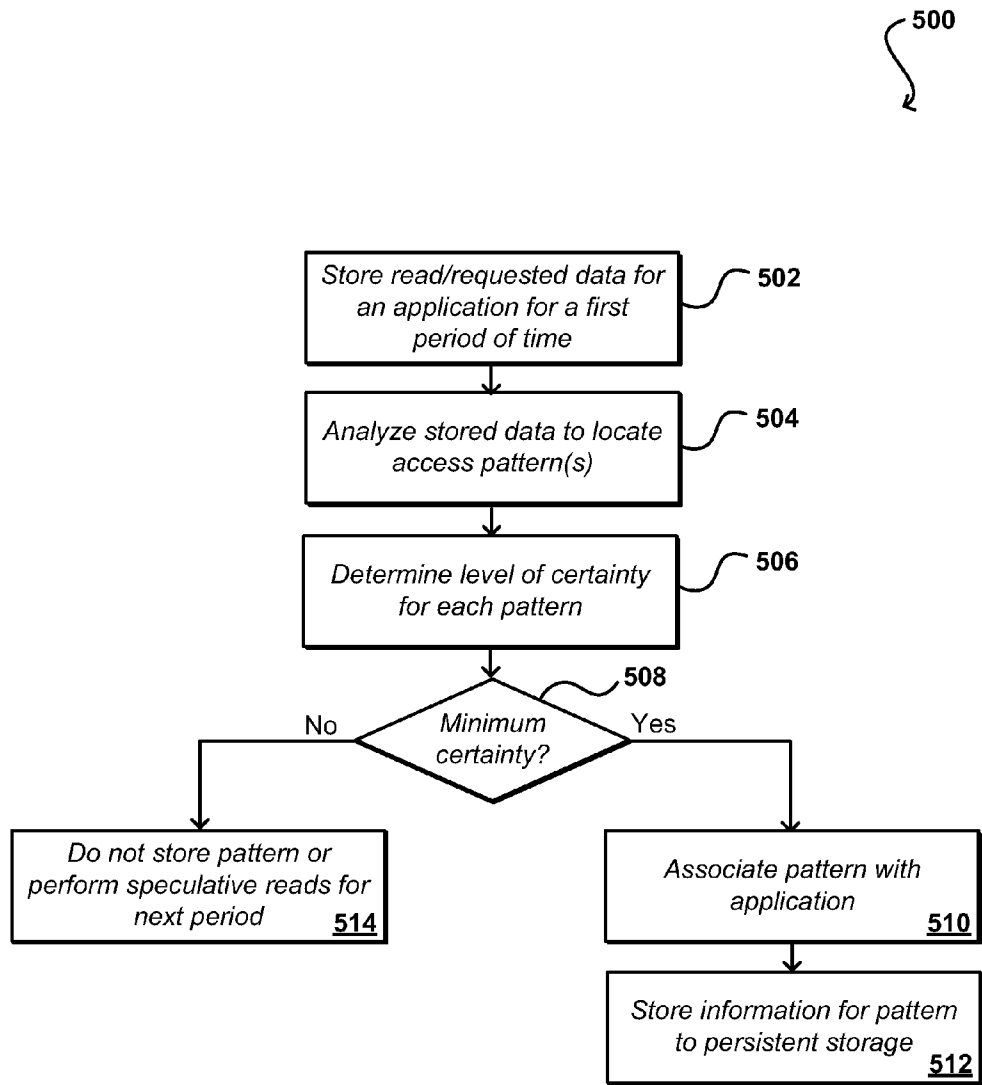 500
Store read/requested data for
an application for a first
period of time
502
Analyze stored data to locate
access pattern(s)
504
Determine level of certainty
for each pattern
506
508
Minimum
certainty?
No
Yes
Do not store pattern or
perform speculative reads for
next period
514
Associate pattern with
application
510
Store information for pattern
to persistent storage
512